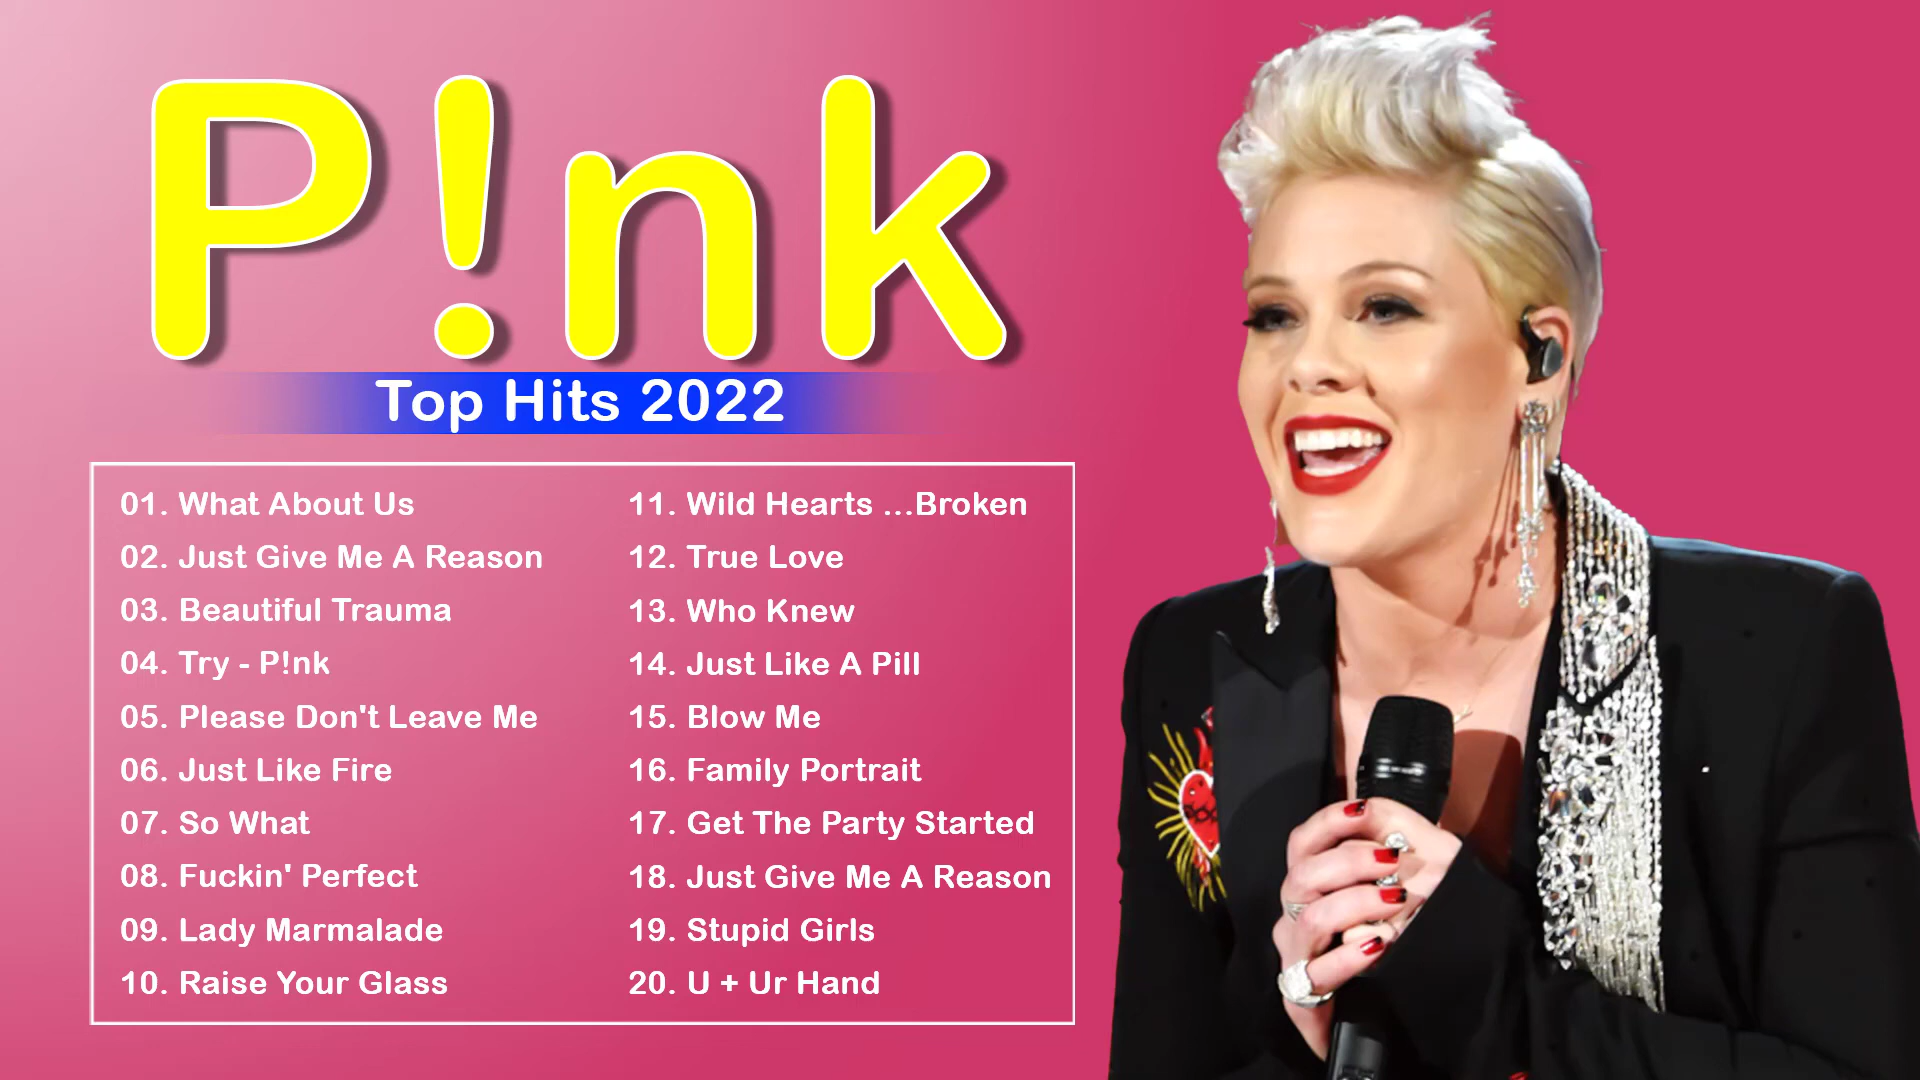 P!nk
Top Hits 2022
01. What About Us
02. Just Give Me A Reason
03. Beautiful Trauma
04. Try - P!nk
05. Please Don't Leave Me
06. Just Like Fire
07. So What
08. Fuckin' Perfect
09. Lady Marmalade
10. Raise Your Glass
11. Wild Hearts ...Broken
12. True Love
13. Who Knew
14. Just Like A Pill
15. Blow Me
16. Family Portrait
17. Get The Party Started
18. Just Give Me A Reason
19. Stupid Girls
20. U + Ur Hand